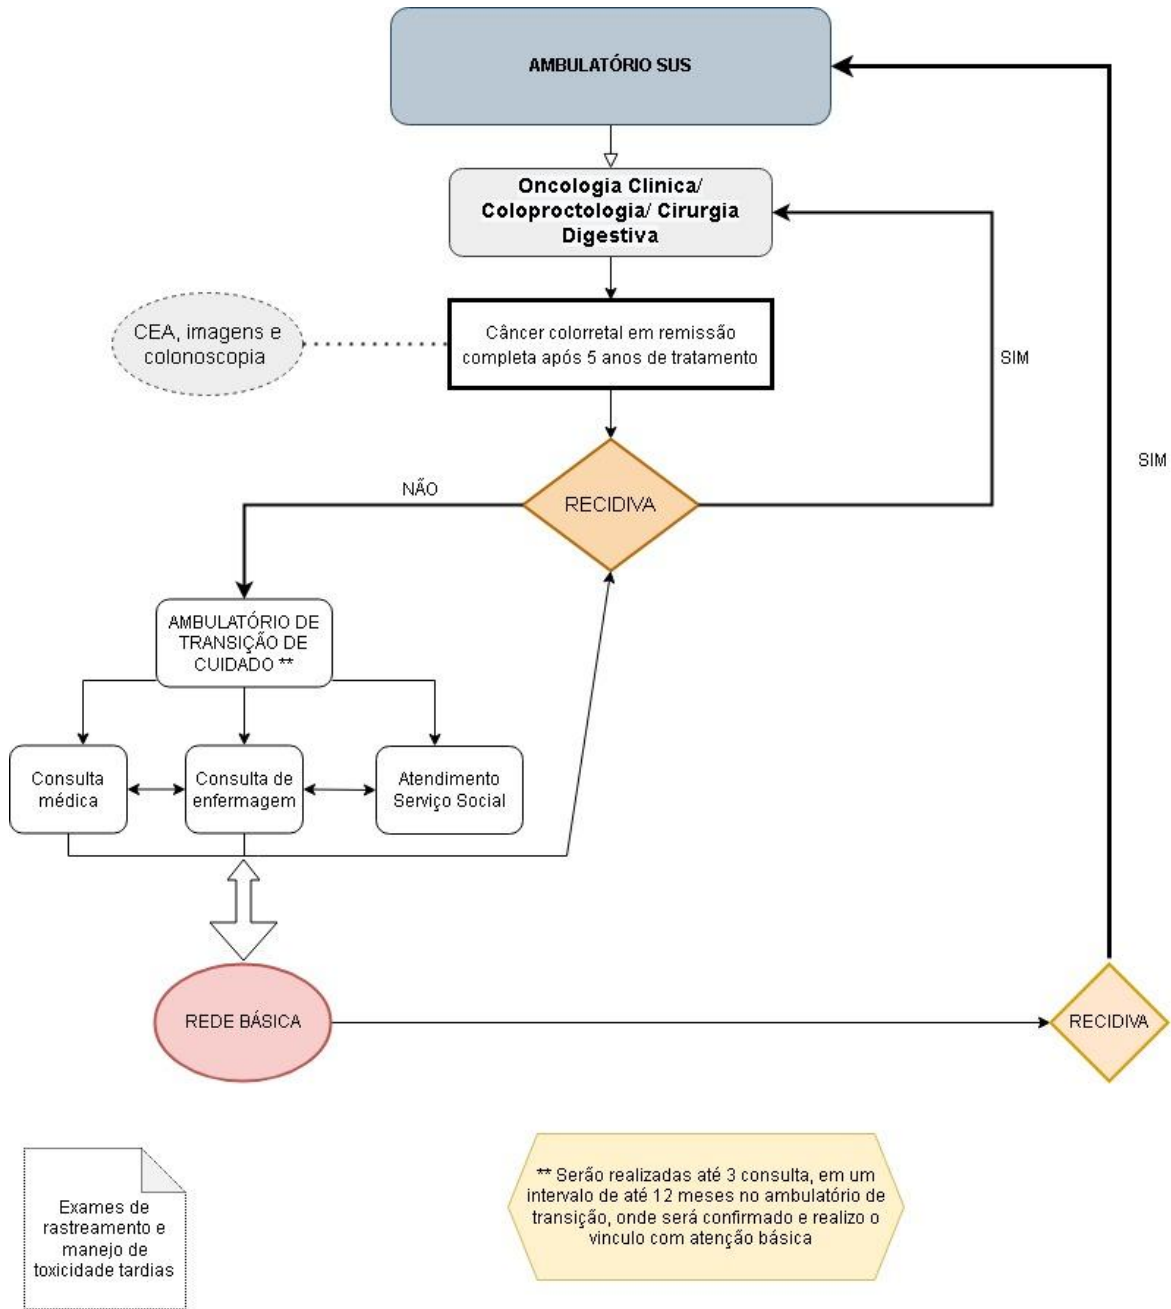 AMBULATÓRIO SUS
Oncologia Clinica/
Coloproctologia/ Cirurgia
Digestiva
CEA, imagens e
colonoscopia
Câncer colorretal em remissão
completa após 5 anos de tratamento
SIM
SIM
NÃO
RECIDIVA
AMBULATÓRIO DE
TRANSIÇÃO DE
CUIDADO **
Consulta
médica
Consulta de
enfermagem
Atendimento
Serviço Social
REDE BÁSICA
RECIDIVA
Exames de
rastreamento e
manejo de
toxicidade tardias
** Serão realizadas até 3 consulta, em um
intervalo de até 12 meses no ambulatório de
transição, onde será confirmado e realizo o
vinculo com atenção básica